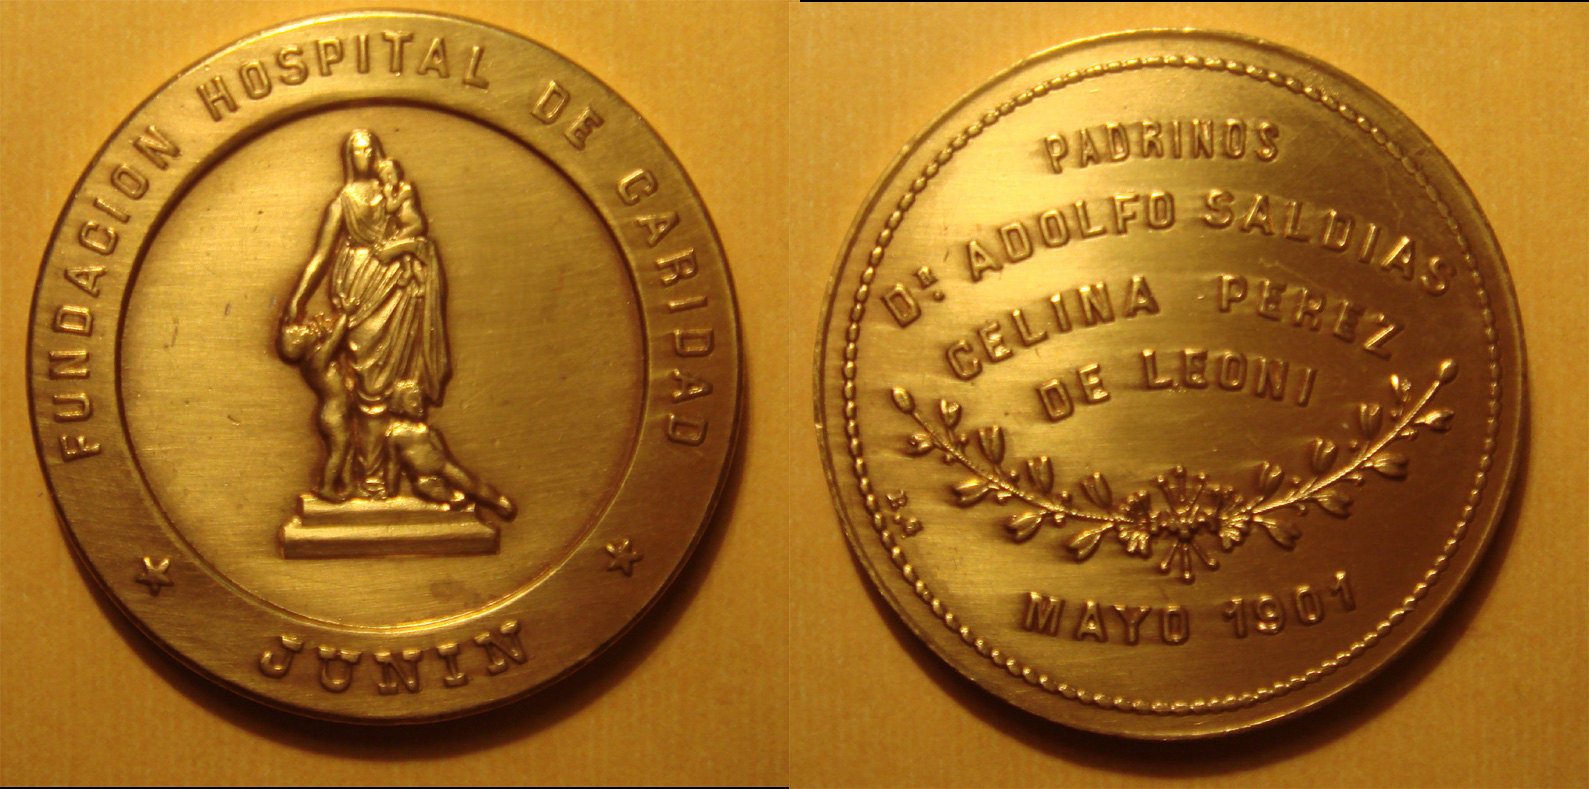 FUNDACION HOSPITAL DE CARIDAD
JUNIN
PADRINOS
DR. ADOLFO SALDIAS
CELINA PEREZ
DE LEONI
MAYO 1901